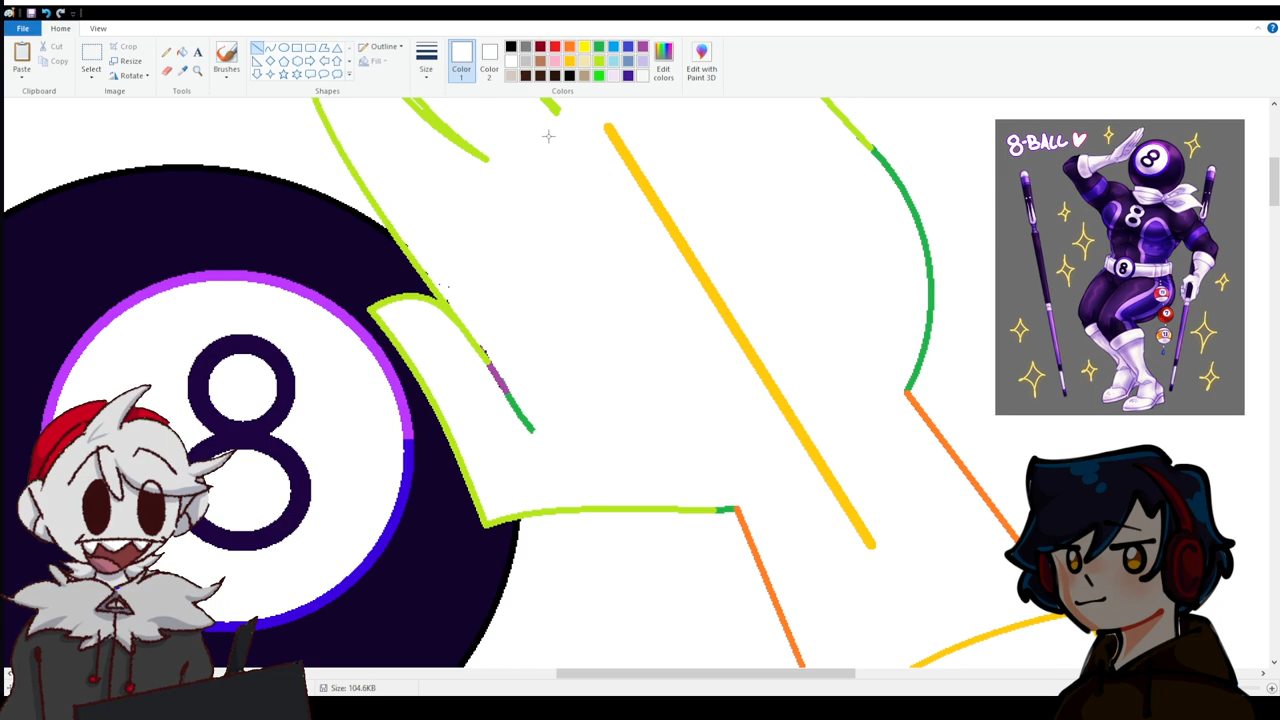 File
Home
View
Paste
Cut
Copy
Clipboard
Select
Crop
Resize
Rotate
Image
A
Tools
Brushes
Shapes
Outline
Fill
Size
Color
1
Color
2
Edit
colors
Colors
Edit with
Paint 3D
8-BALL
8
8
8
8
Size: 104.6KB